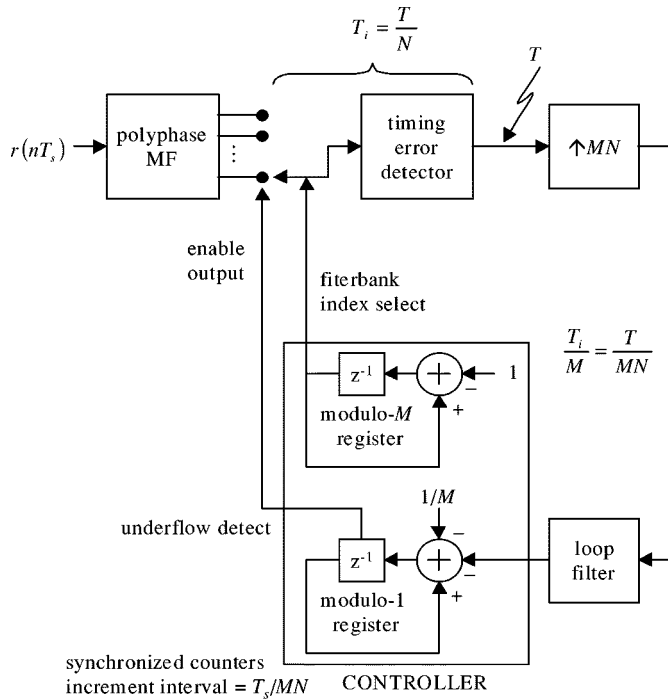 T_i = T/N
T
r(nT_s)
polyphase
MF
⋮
timing
error
detector
↑MN
enable
output
fiterbank
index select
T_i/M = T/MN
z⁻¹
+
−
1
+
modulo-M
register
1/M
underflow detect
−
z⁻¹
+
−
+
loop
filter
modulo-1
register
synchronized counters
increment interval = T_s/MN
CONTROLLER